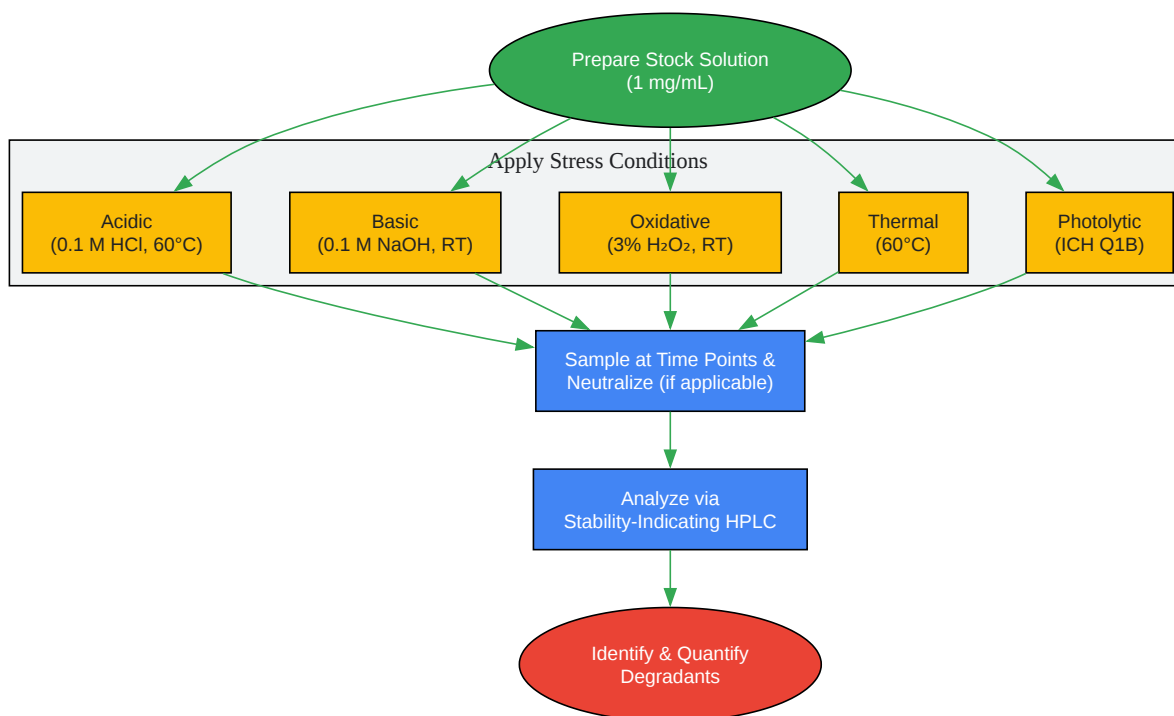 Prepare Stock Solution
(1 mg/mL)
Apply Stress Conditions
Acidic
(0.1 M HCl, 60°C)
Basic
(0.1 M NaOH, RT)
Oxidative
(3% H₂O₂, RT)
Thermal
(60°C)
Photolytic
(ICH Q1B)
Sample at Time Points &
Neutralize (if applicable)
Analyze via
Stability-Indicating HPLC
Identify & Quantify
Degradants